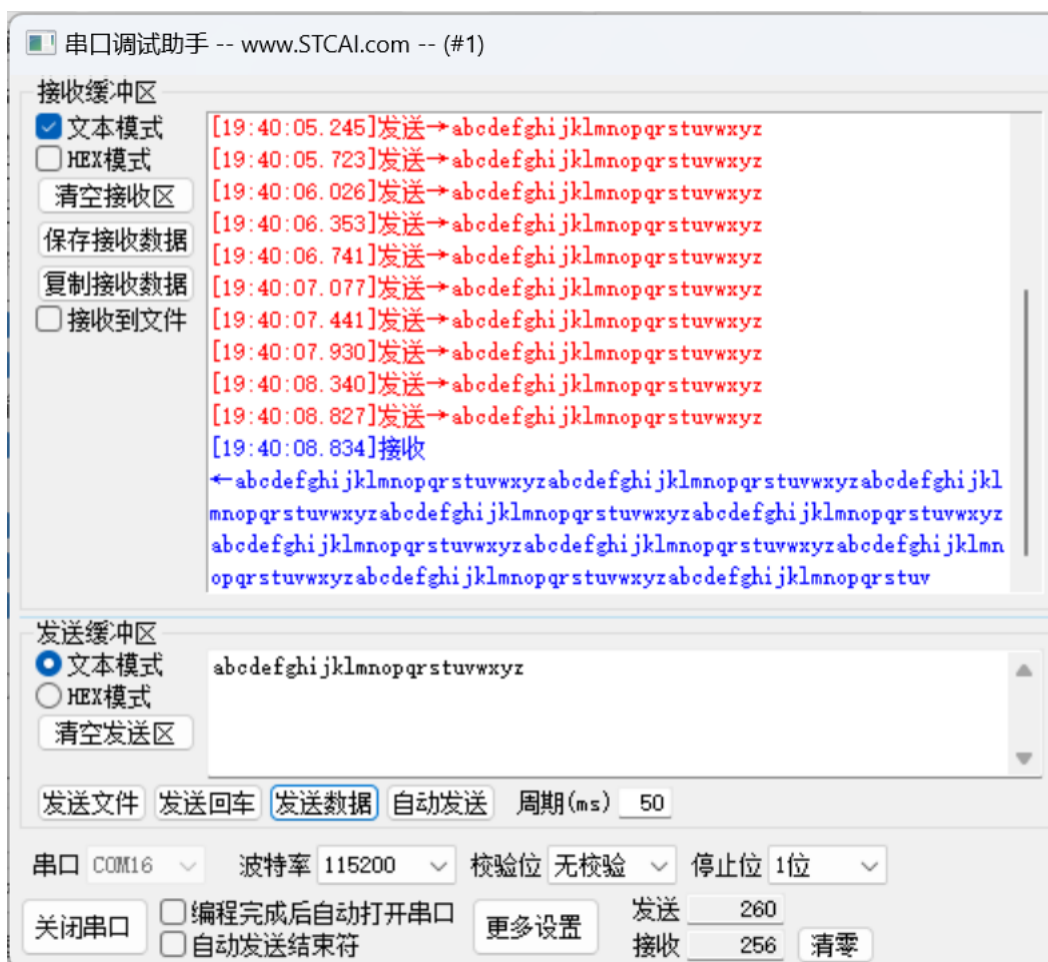 串口调试助手 -- www.STCAI.com -- (#1)
接收缓冲区
文本模式
HEX模式
清空接收区
保存接收数据
复制接收数据
接收到文件
[19:40:05.245]发送→abcdefghijklmnopqrstuvwxyz
[19:40:05.723]发送→abcdefghijklmnopqrstuvwxyz
[19:40:06.026]发送→abcdefghijklmnopqrstuvwxyz
[19:40:06.353]发送→abcdefghijklmnopqrstuvwxyz
[19:40:06.741]发送→abcdefghijklmnopqrstuvwxyz
[19:40:07.077]发送→abcdefghijklmnopqrstuvwxyz
[19:40:07.441]发送→abcdefghijklmnopqrstuvwxyz
[19:40:07.930]发送→abcdefghijklmnopqrstuvwxyz
[19:40:08.340]发送→abcdefghijklmnopqrstuvwxyz
[19:40:08.827]发送→abcdefghijklmnopqrstuvwxyz
[19:40:08.834]接收
←abcdefghijklmnopqrstuvwxyzabcdefghijklmnopqrstuvwxyzabcdefghijkl
mnopqrstuvwxyzabcdefghijklmnopqrstuvwxyzabcdefghijklmnopqrstuvwxyz
abcdefghijklmnopqrstuvwxyzabcdefghijklmnopqrstuvwxyzabcdefghijklmn
opqrstuvwxyzabcdefghijklmnopqrstuvwxyzabcdefghijklmnopqrstuv
发送缓冲区
文本模式
HEX模式
清空发送区
abcdefghijklmnopqrstuvwxyz
发送文件 发送回车 发送数据 自动发送 周期(ms) 50
串口 COM16 波特率 115200 校验位 无校验 停止位 1位
关闭串口
编程完成后自动打开串口
自动发送结束符
更多设置
发送 260
接收 256 清零